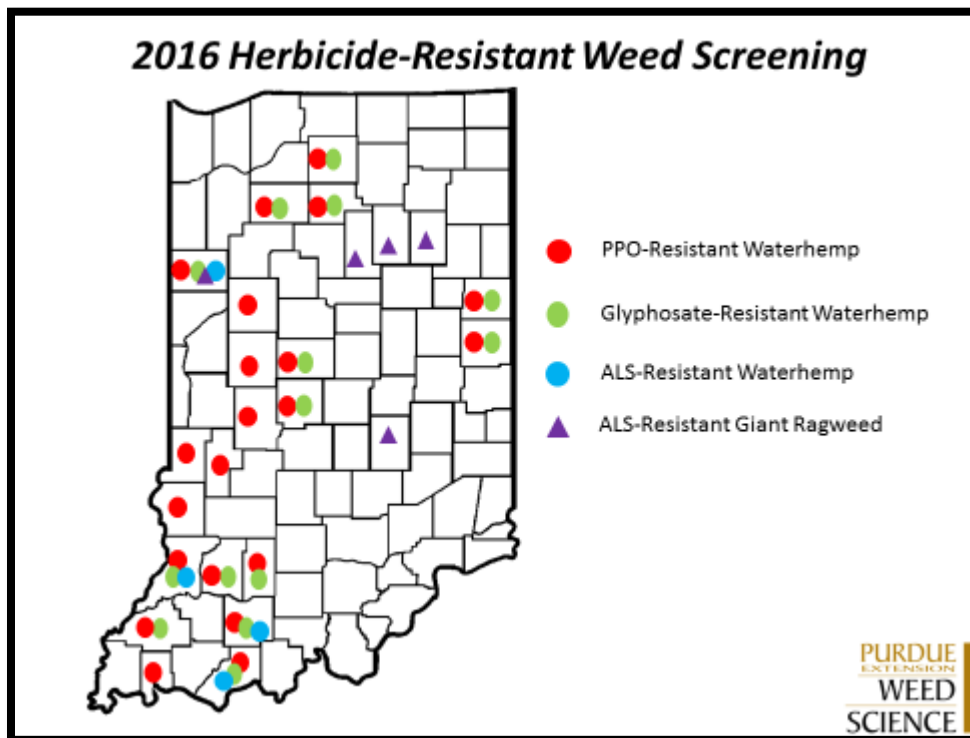 2016 Herbicide-Resistant Weed Screening
PPO-Resistant Waterhemp
Glyphosate-Resistant Waterhemp
ALS-Resistant Waterhemp
ALS-Resistant Giant Ragweed
PURDUE
EXTENSION
WEED
SCIENCE